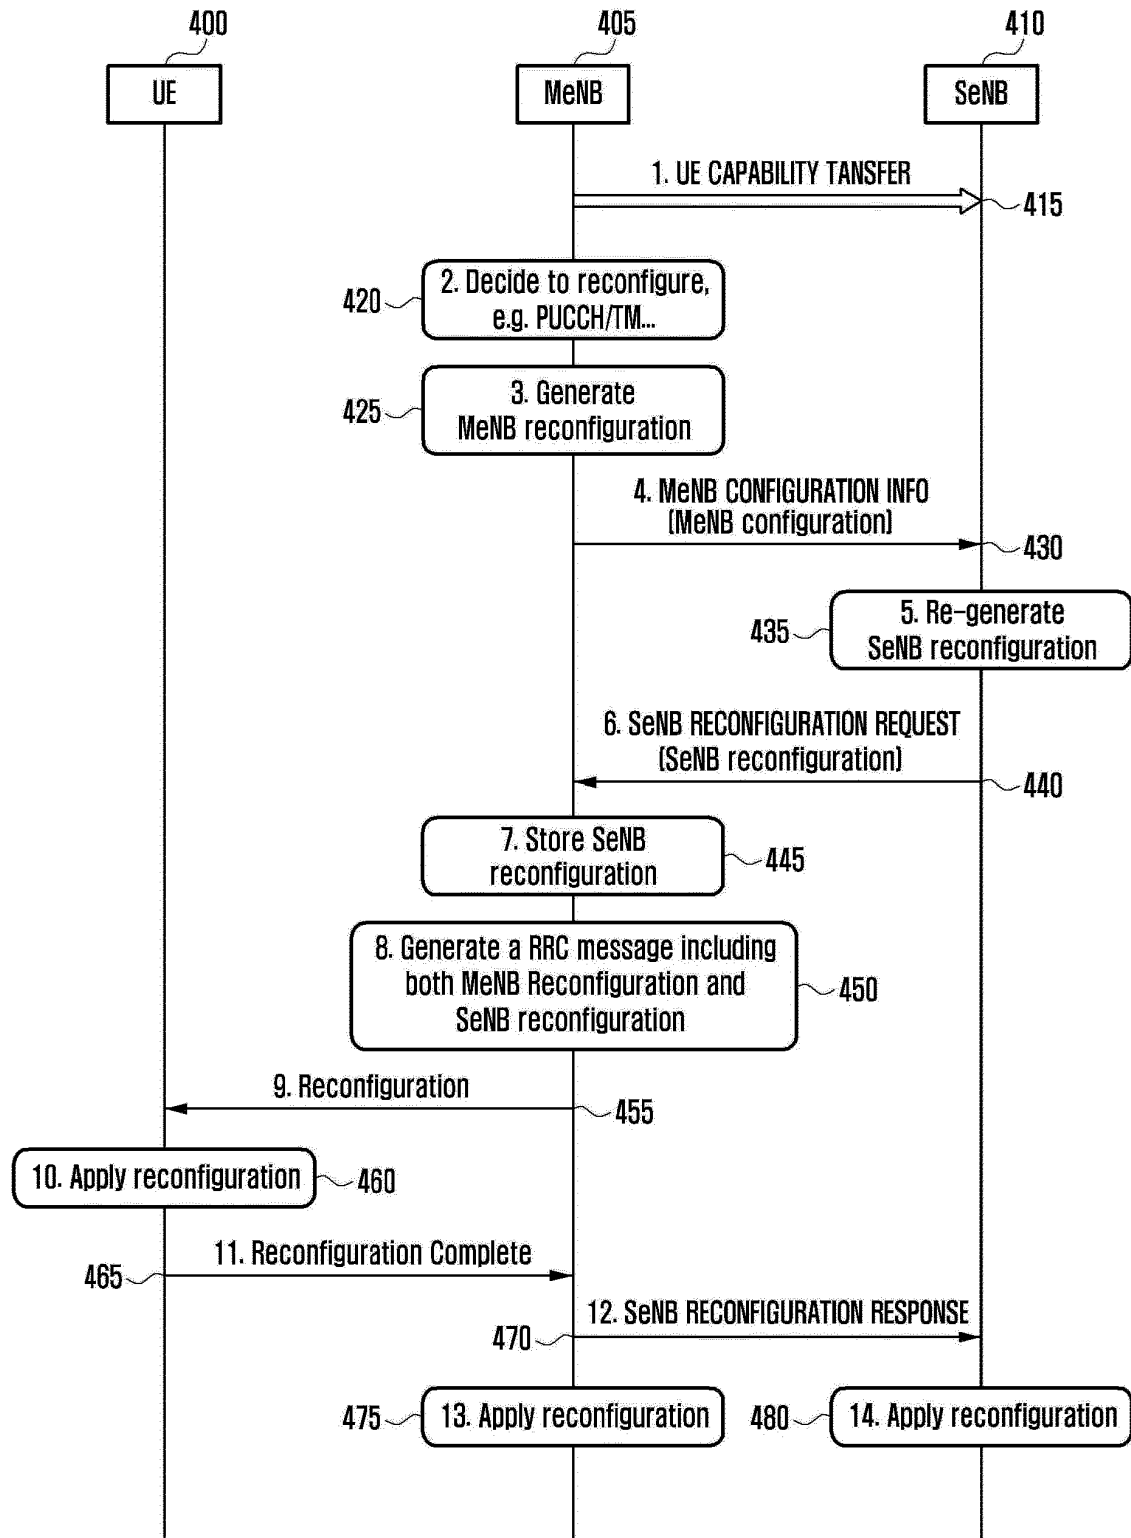 400
405
410
UE
MeNB
SeNB
1. UE CAPABILITY TANSFER
415
2. Decide to reconfigure,
e.g. PUCCH/TM...
420
3. Generate
MeNB reconfiguration
425
4. MeNB CONFIGURATION INFO
(MeNB configuration)
430
5. Re-generate
SeNB reconfiguration
435
6. SeNB RECONFIGURATION REQUEST
(SeNB reconfiguration)
440
7. Store SeNB
reconfiguration
445
8. Generate a RRC message including
both MeNB Reconfiguration and
SeNB reconfiguration
450
9. Reconfiguration
455
10. Apply reconfiguration
460
11. Reconfiguration Complete
465
12. SeNB RECONFIGURATION RESPONSE
470
475
13. Apply reconfiguration
480
14. Apply reconfiguration